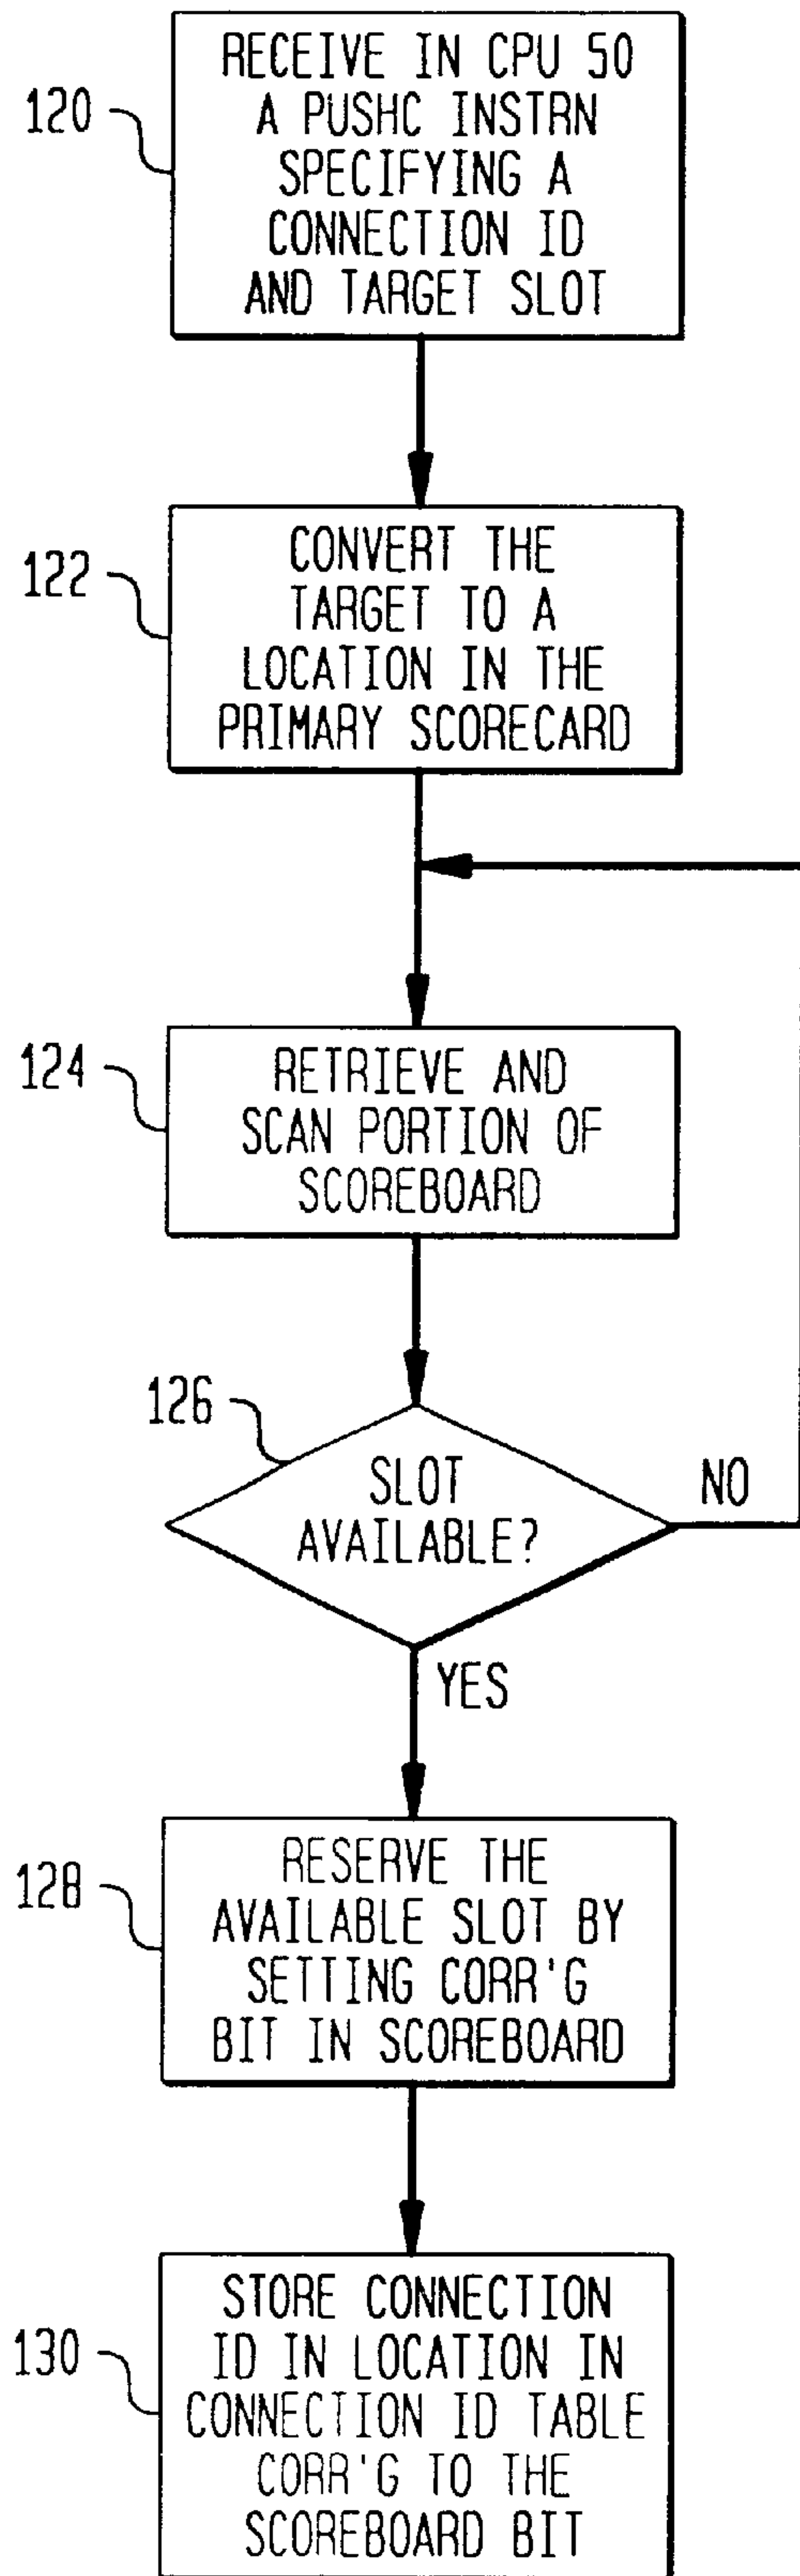 120
RECEIVE IN CPU 50
A PUSHC INSTRN
SPECIFYING A
CONNECTION ID
AND TARGET SLOT
122
CONVERT THE
TARGET TO A
LOCATION IN THE
PRIMARY SCORECARD
124
RETRIEVE AND
SCAN PORTION OF
SCOREBOARD
126
SLOT
AVAILABLE?
NO
YES
128
RESERVE THE
AVAILABLE SLOT BY
SETTING CORR'G
BIT IN SCOREBOARD
130
STORE CONNECTION
ID IN LOCATION IN
CONNECTION ID TABLE
CORR'G TO THE
SCOREBOARD BIT